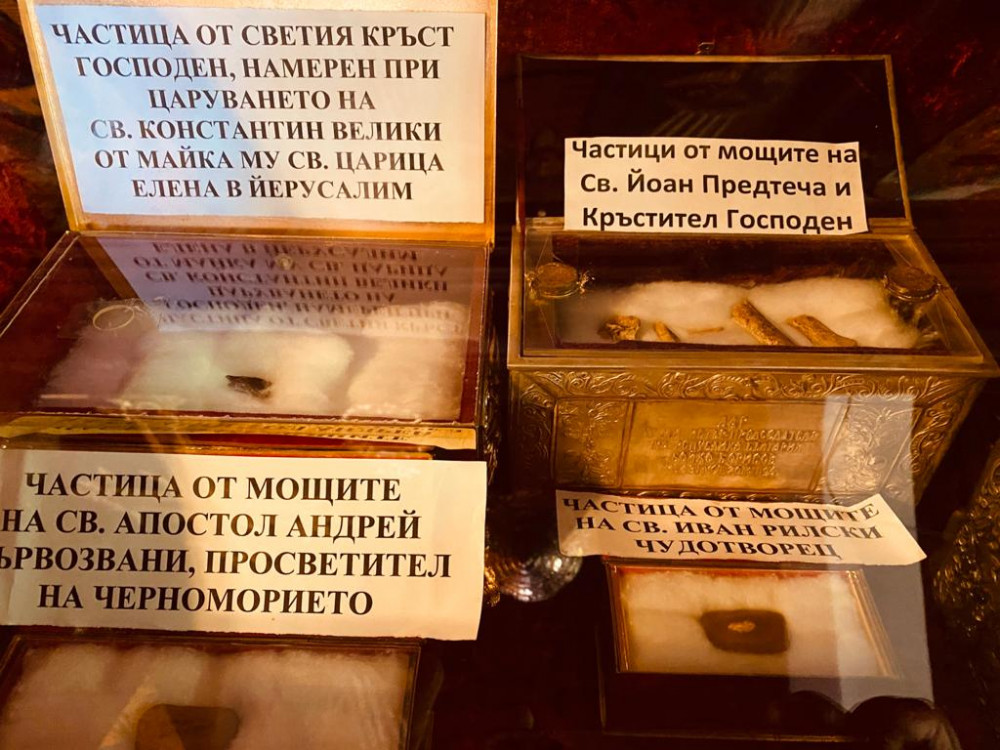 ЧАСТИЦА ОТ СВЕТИЯ КРЪСТ
ГОСПОДЕН, НАМЕРЕН ПРИ
ЦАРУВАНЕТО НА
СВ. КОНСТАНТИН ВЕЛИКИ
ОТ МАЙКА МУ СВ. ЦАРИЦА
ЕЛЕНА В ЙЕРУСАЛИМ
Частици от мощите на
Св. Йоан Предтеча и
Кръстител Господен
ЧАСТИЦА ОТ МОЩИТЕ
НА СВ. АПОСТОЛ АНДРЕЙ
ЪРВОЗВАНИ, ПРОСВЕТИТЕЛ
НА ЧЕРНОМОРИЕТО
ЧАСТИЦА ОТ МОЩИТЕ
НА СВ. ИВАН РИЛСКИ
ЧУДОТВОРЕЦ